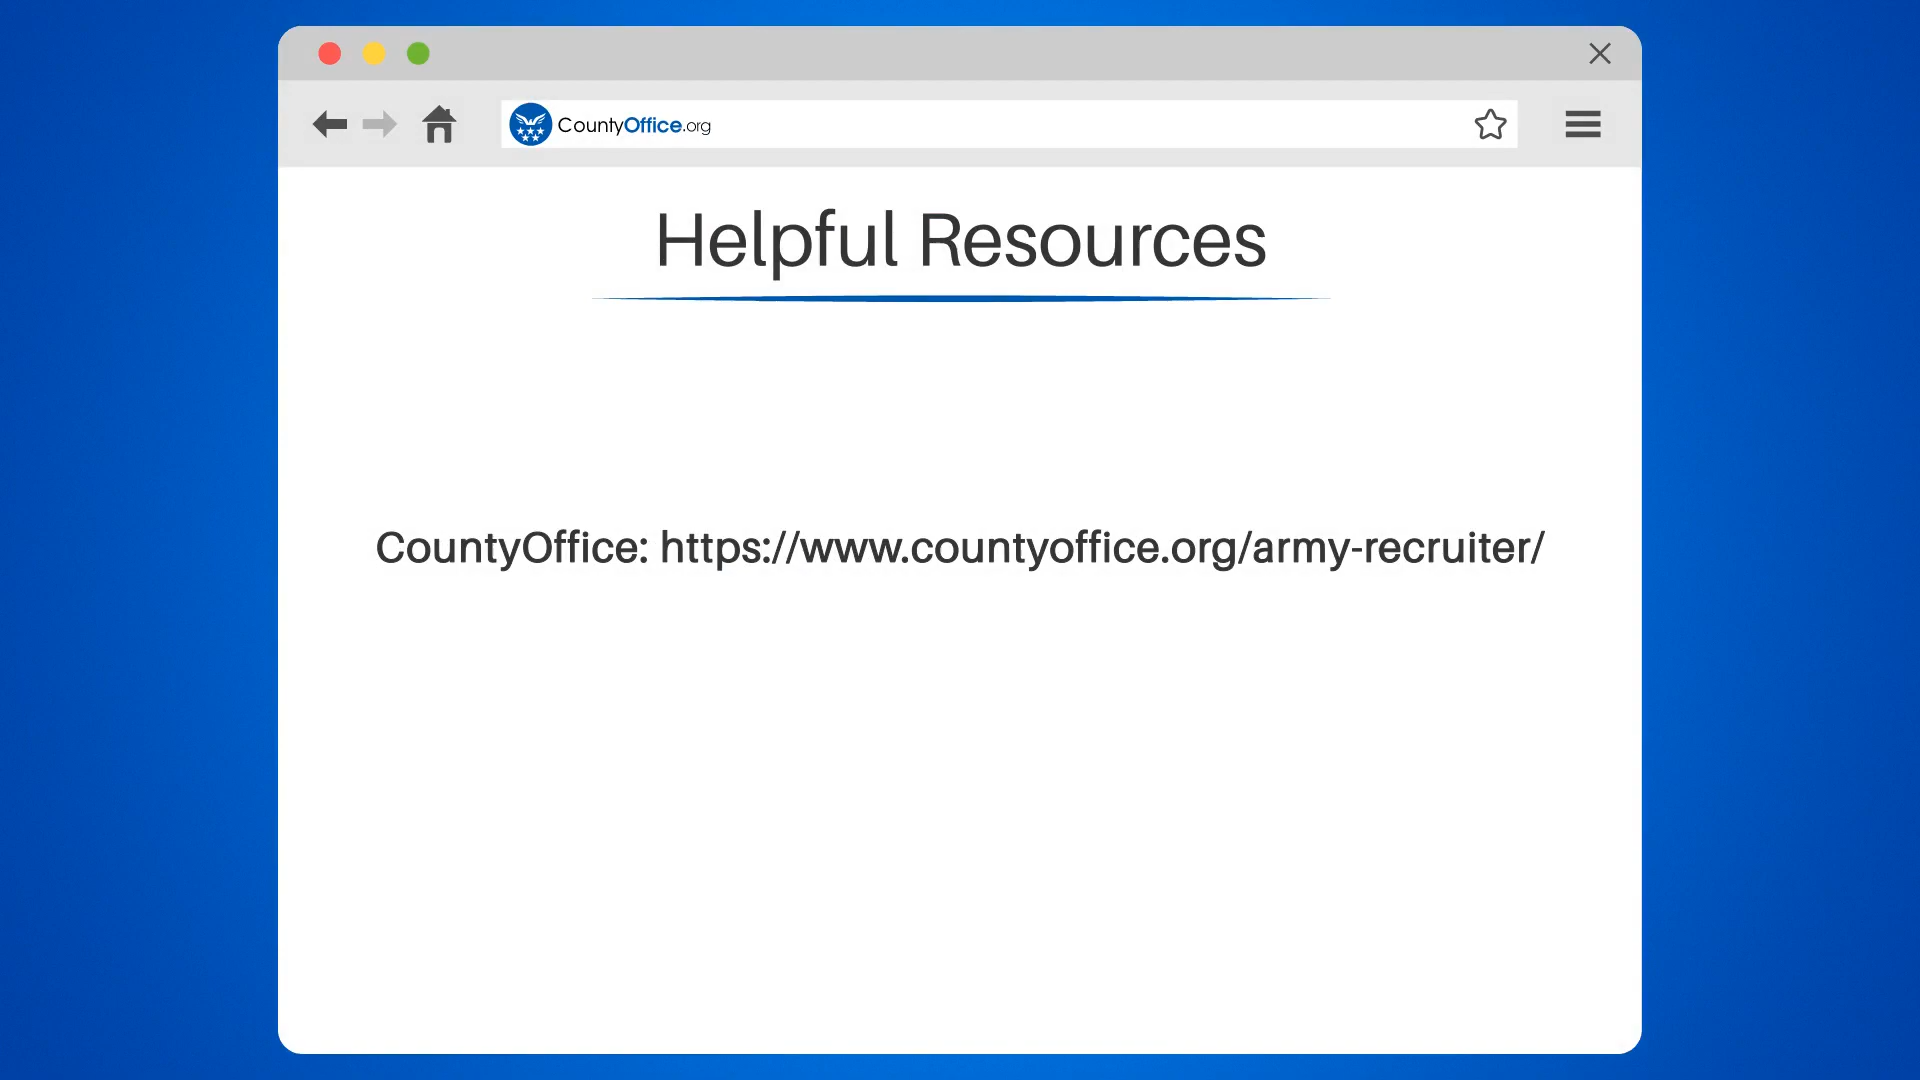 CountyOffice.org
Helpful Resources
CountyOffice: https://www.countyoffice.org/army-recruiter/